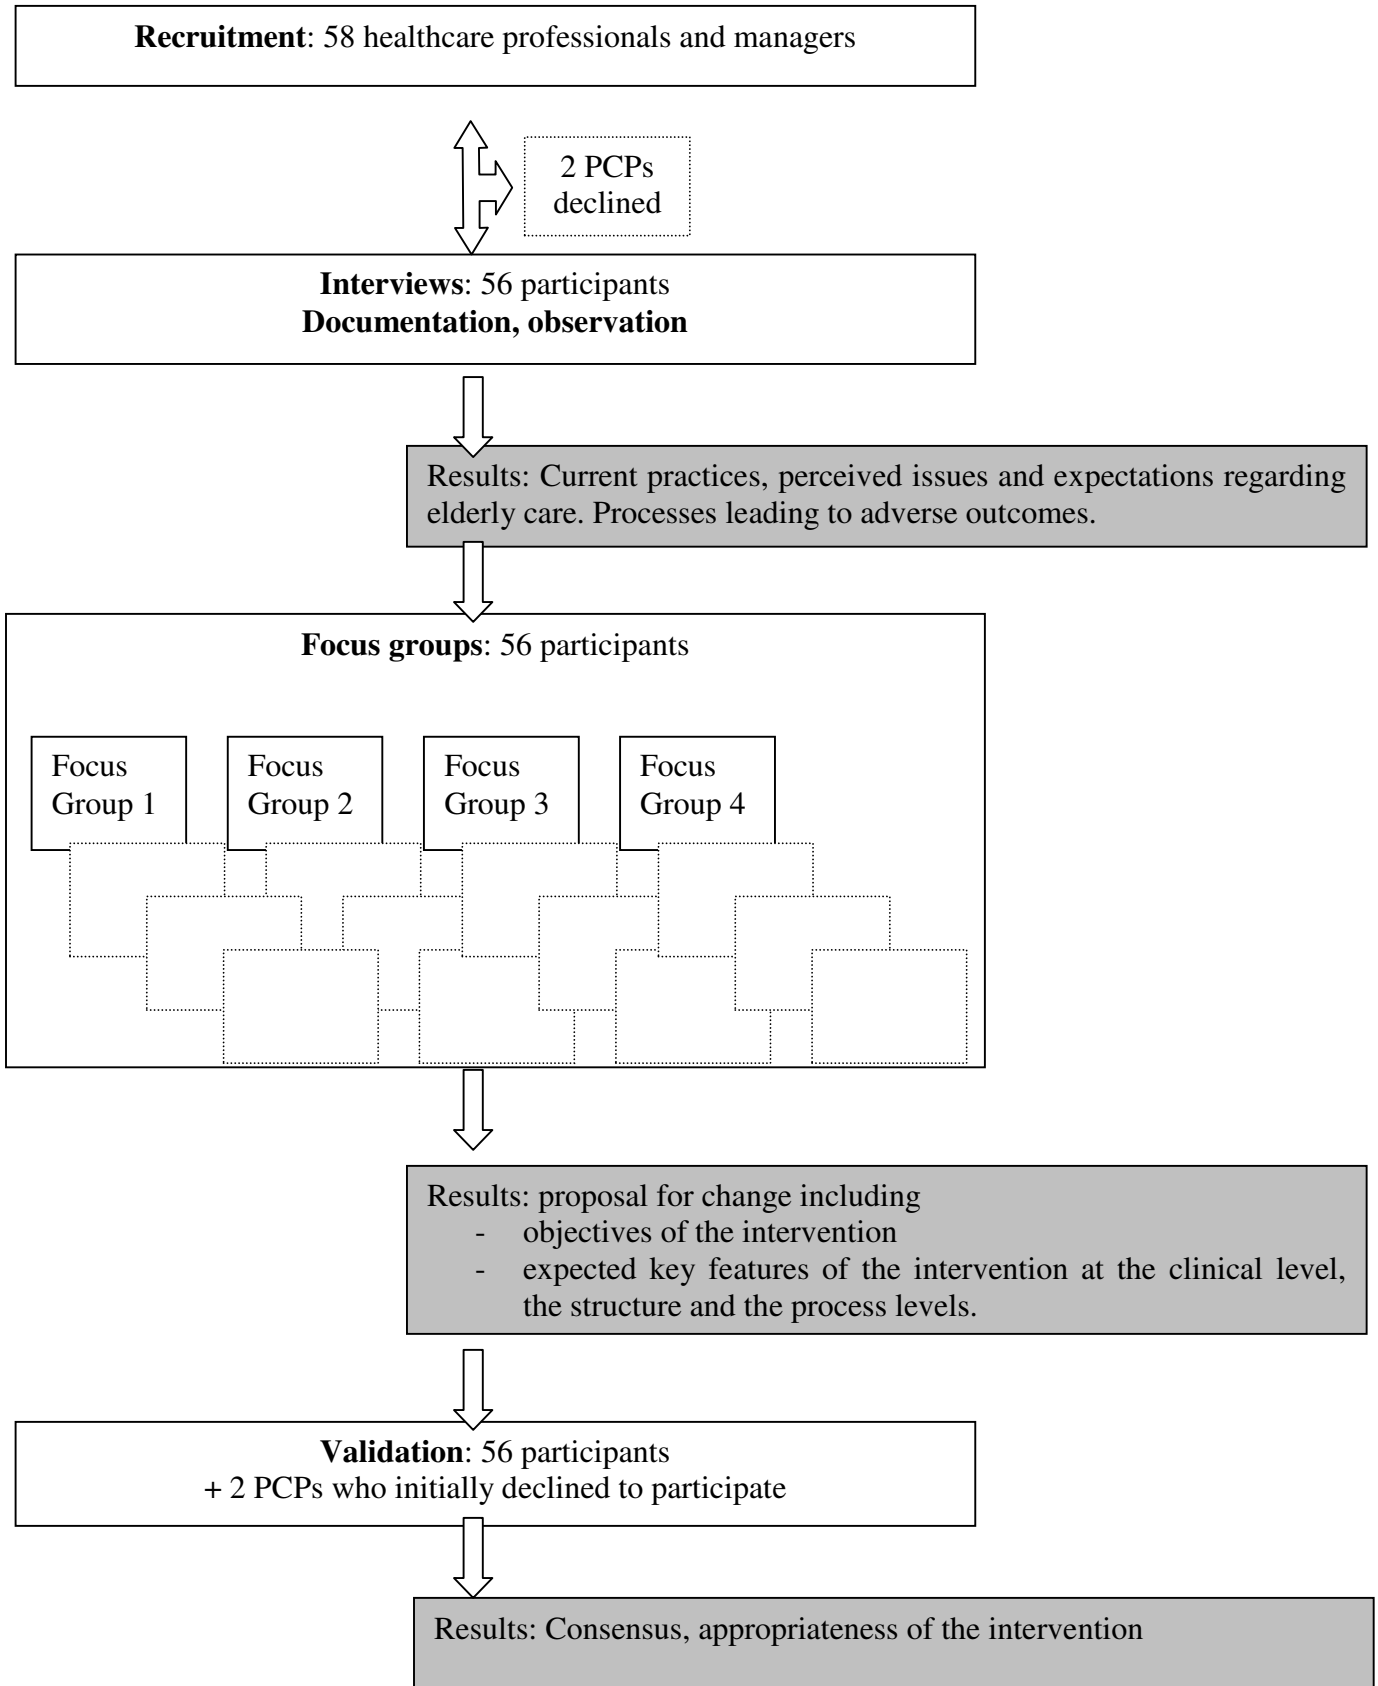 Recruitment: 58 healthcare professionals and managers
2 PCPs
declined
Interviews: 56 participants
Documentation, observation
Results: Current practices, perceived issues and expectations regarding
elderly care. Processes leading to adverse outcomes.
Focus groups: 56 participants
Focus
Group 1
Focus
Group 2
Focus
Group 3
Focus
Group 4
Results: proposal for change including
- objectives of the intervention
- expected key features of the intervention at the clinical level,
the structure and the process levels.
Validation: 56 participants
+ 2 PCPs who initially declined to participate
Results: Consensus, appropriateness of the intervention